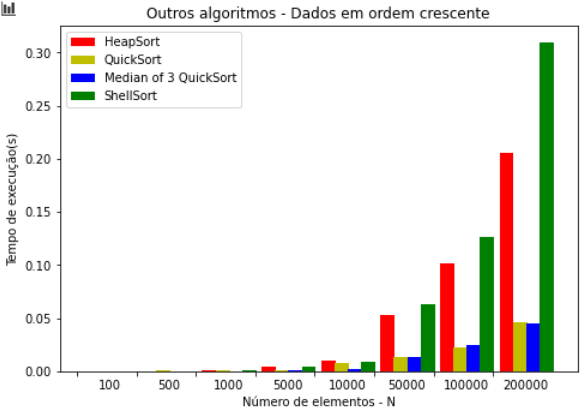 Outros algoritmos - Dados em ordem crescente
HeapSort
QuickSort
Median of 3 QuickSort
ShellSort
Tempo de execução(s)
0.30
0.25
0.20
0.15
0.10
0.05
0.00
100 500 1000 5000 10000 50000 100000 200000
Número de elementos - N